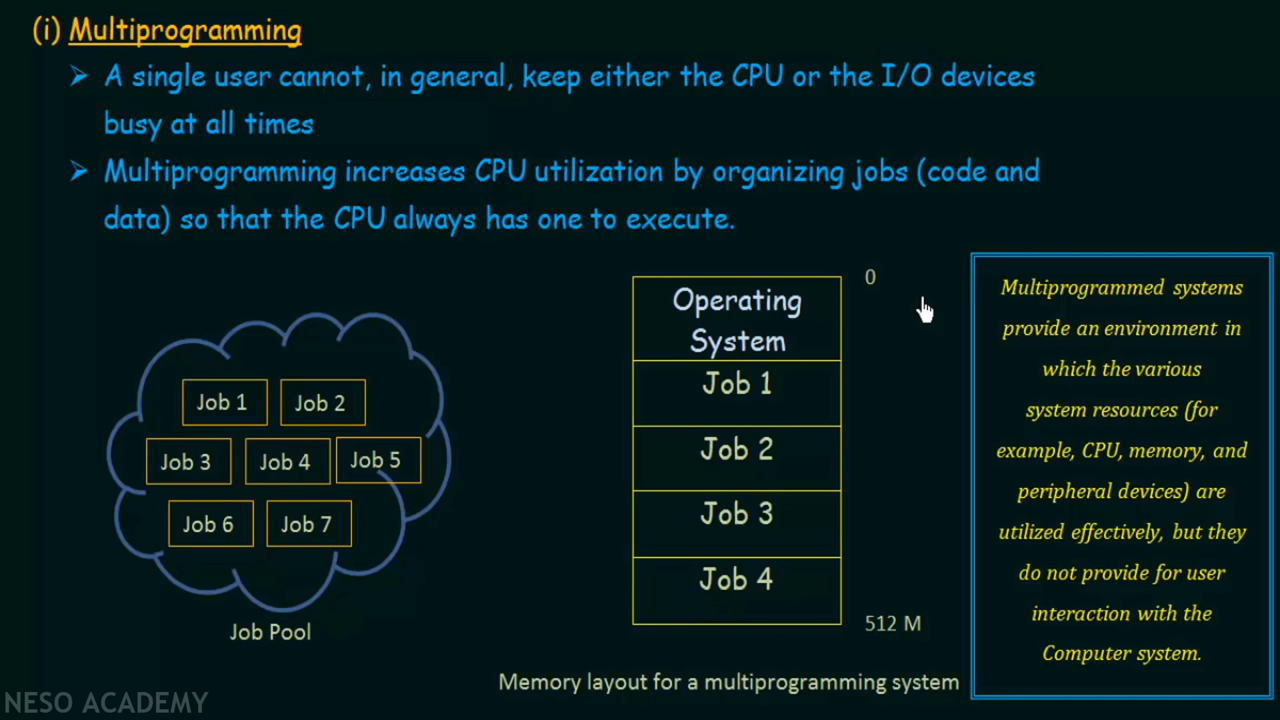 (i) Multiprogramming
➤ A single user cannot, in general, keep either the CPU or the I/O devices
busy at all times
➤ Multiprogramming increases CPU utilization by organizing jobs (code and
data) so that the CPU always has one to execute.
Job 1 Job 2
Job 3 Job 4 Job 5
Job 6 Job 7
Job Pool
0
Operating
System
Job 1
Job 2
Job 3
Job 4
512 M
Memory layout for a multiprogramming system
Multiprogrammed systems
provide an environment in
which the various
system resources (for
example, CPU, memory, and
peripheral devices) are
utilized effectively, but they
do not provide for user
interaction with the
Computer system.
NESO ACADEMY